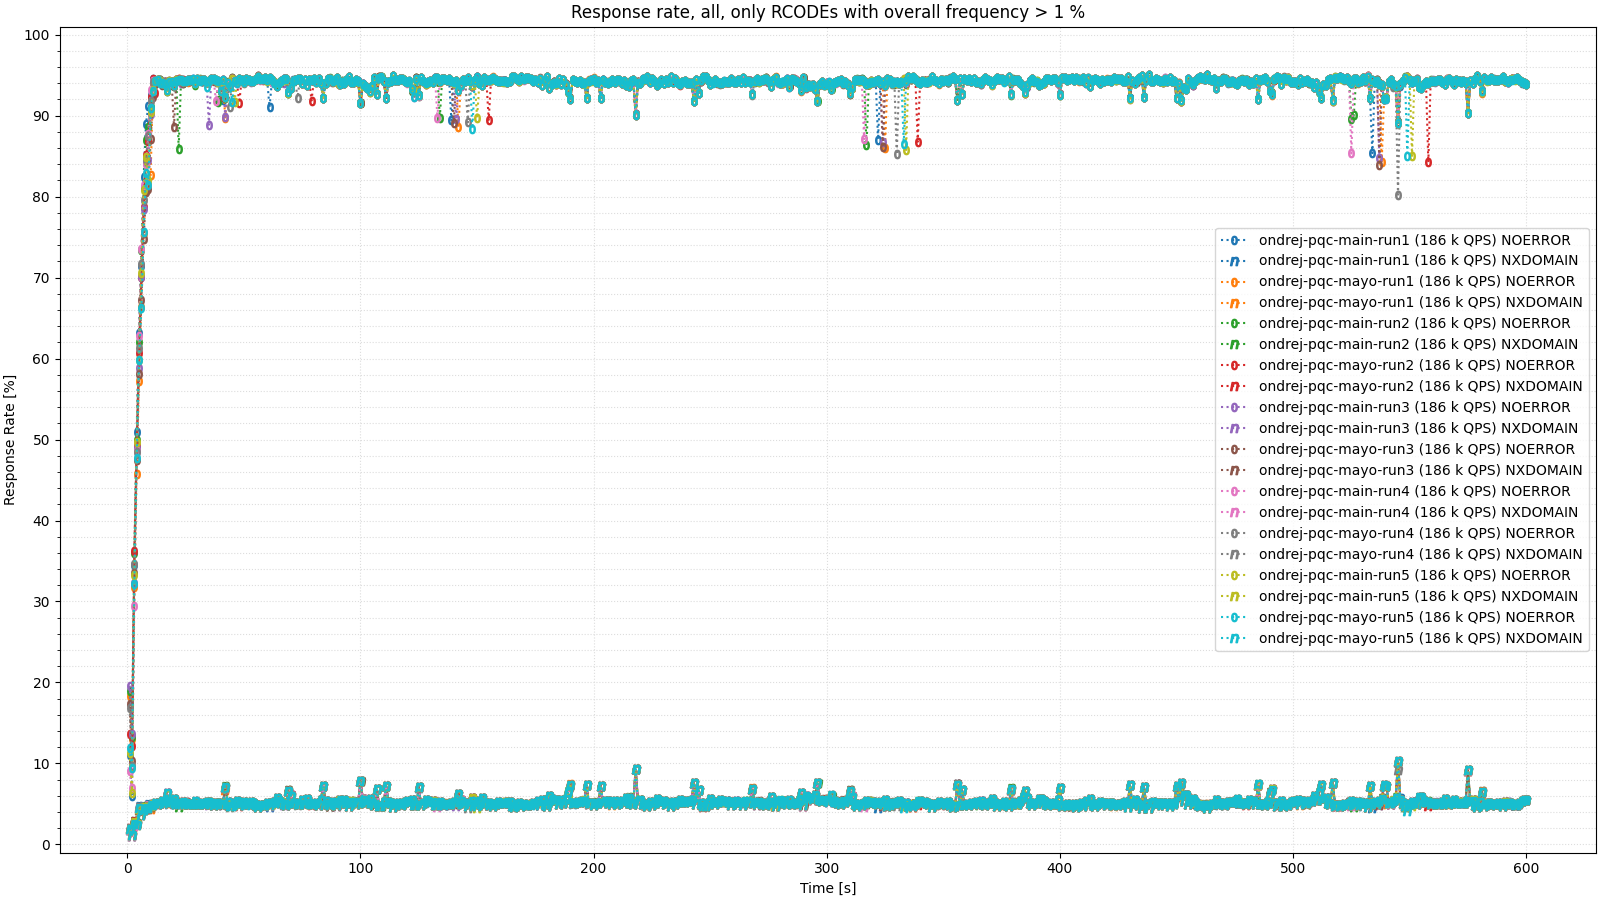 Response rate, all, only RCODEs with overall frequency > 1 %
Response Rate [%]
100
90
80
70
60
50
40
30
20
10
0
ondrej-pqc-main-run1 (186 k QPS) NOERROR
ondrej-pqc-main-run1 (186 k QPS) NXDOMAIN
ondrej-pqc-mayo-run1 (186 k QPS) NOERROR
ondrej-pqc-mayo-run1 (186 k QPS) NXDOMAIN
ondrej-pqc-main-run2 (186 k QPS) NOERROR
ondrej-pqc-main-run2 (186 k QPS) NXDOMAIN
ondrej-pqc-mayo-run2 (186 k QPS) NOERROR
ondrej-pqc-mayo-run2 (186 k QPS) NXDOMAIN
ondrej-pqc-main-run3 (186 k QPS) NOERROR
ondrej-pqc-main-run3 (186 k QPS) NXDOMAIN
ondrej-pqc-mayo-run3 (186 k QPS) NOERROR
ondrej-pqc-mayo-run3 (186 k QPS) NXDOMAIN
ondrej-pqc-main-run4 (186 k QPS) NOERROR
ondrej-pqc-main-run4 (186 k QPS) NXDOMAIN
ondrej-pqc-mayo-run4 (186 k QPS) NOERROR
ondrej-pqc-mayo-run4 (186 k QPS) NXDOMAIN
ondrej-pqc-main-run5 (186 k QPS) NOERROR
ondrej-pqc-main-run5 (186 k QPS) NXDOMAIN
ondrej-pqc-mayo-run5 (186 k QPS) NOERROR
ondrej-pqc-mayo-run5 (186 k QPS) NXDOMAIN
0 100 200 300 400 500 600
Time [s]